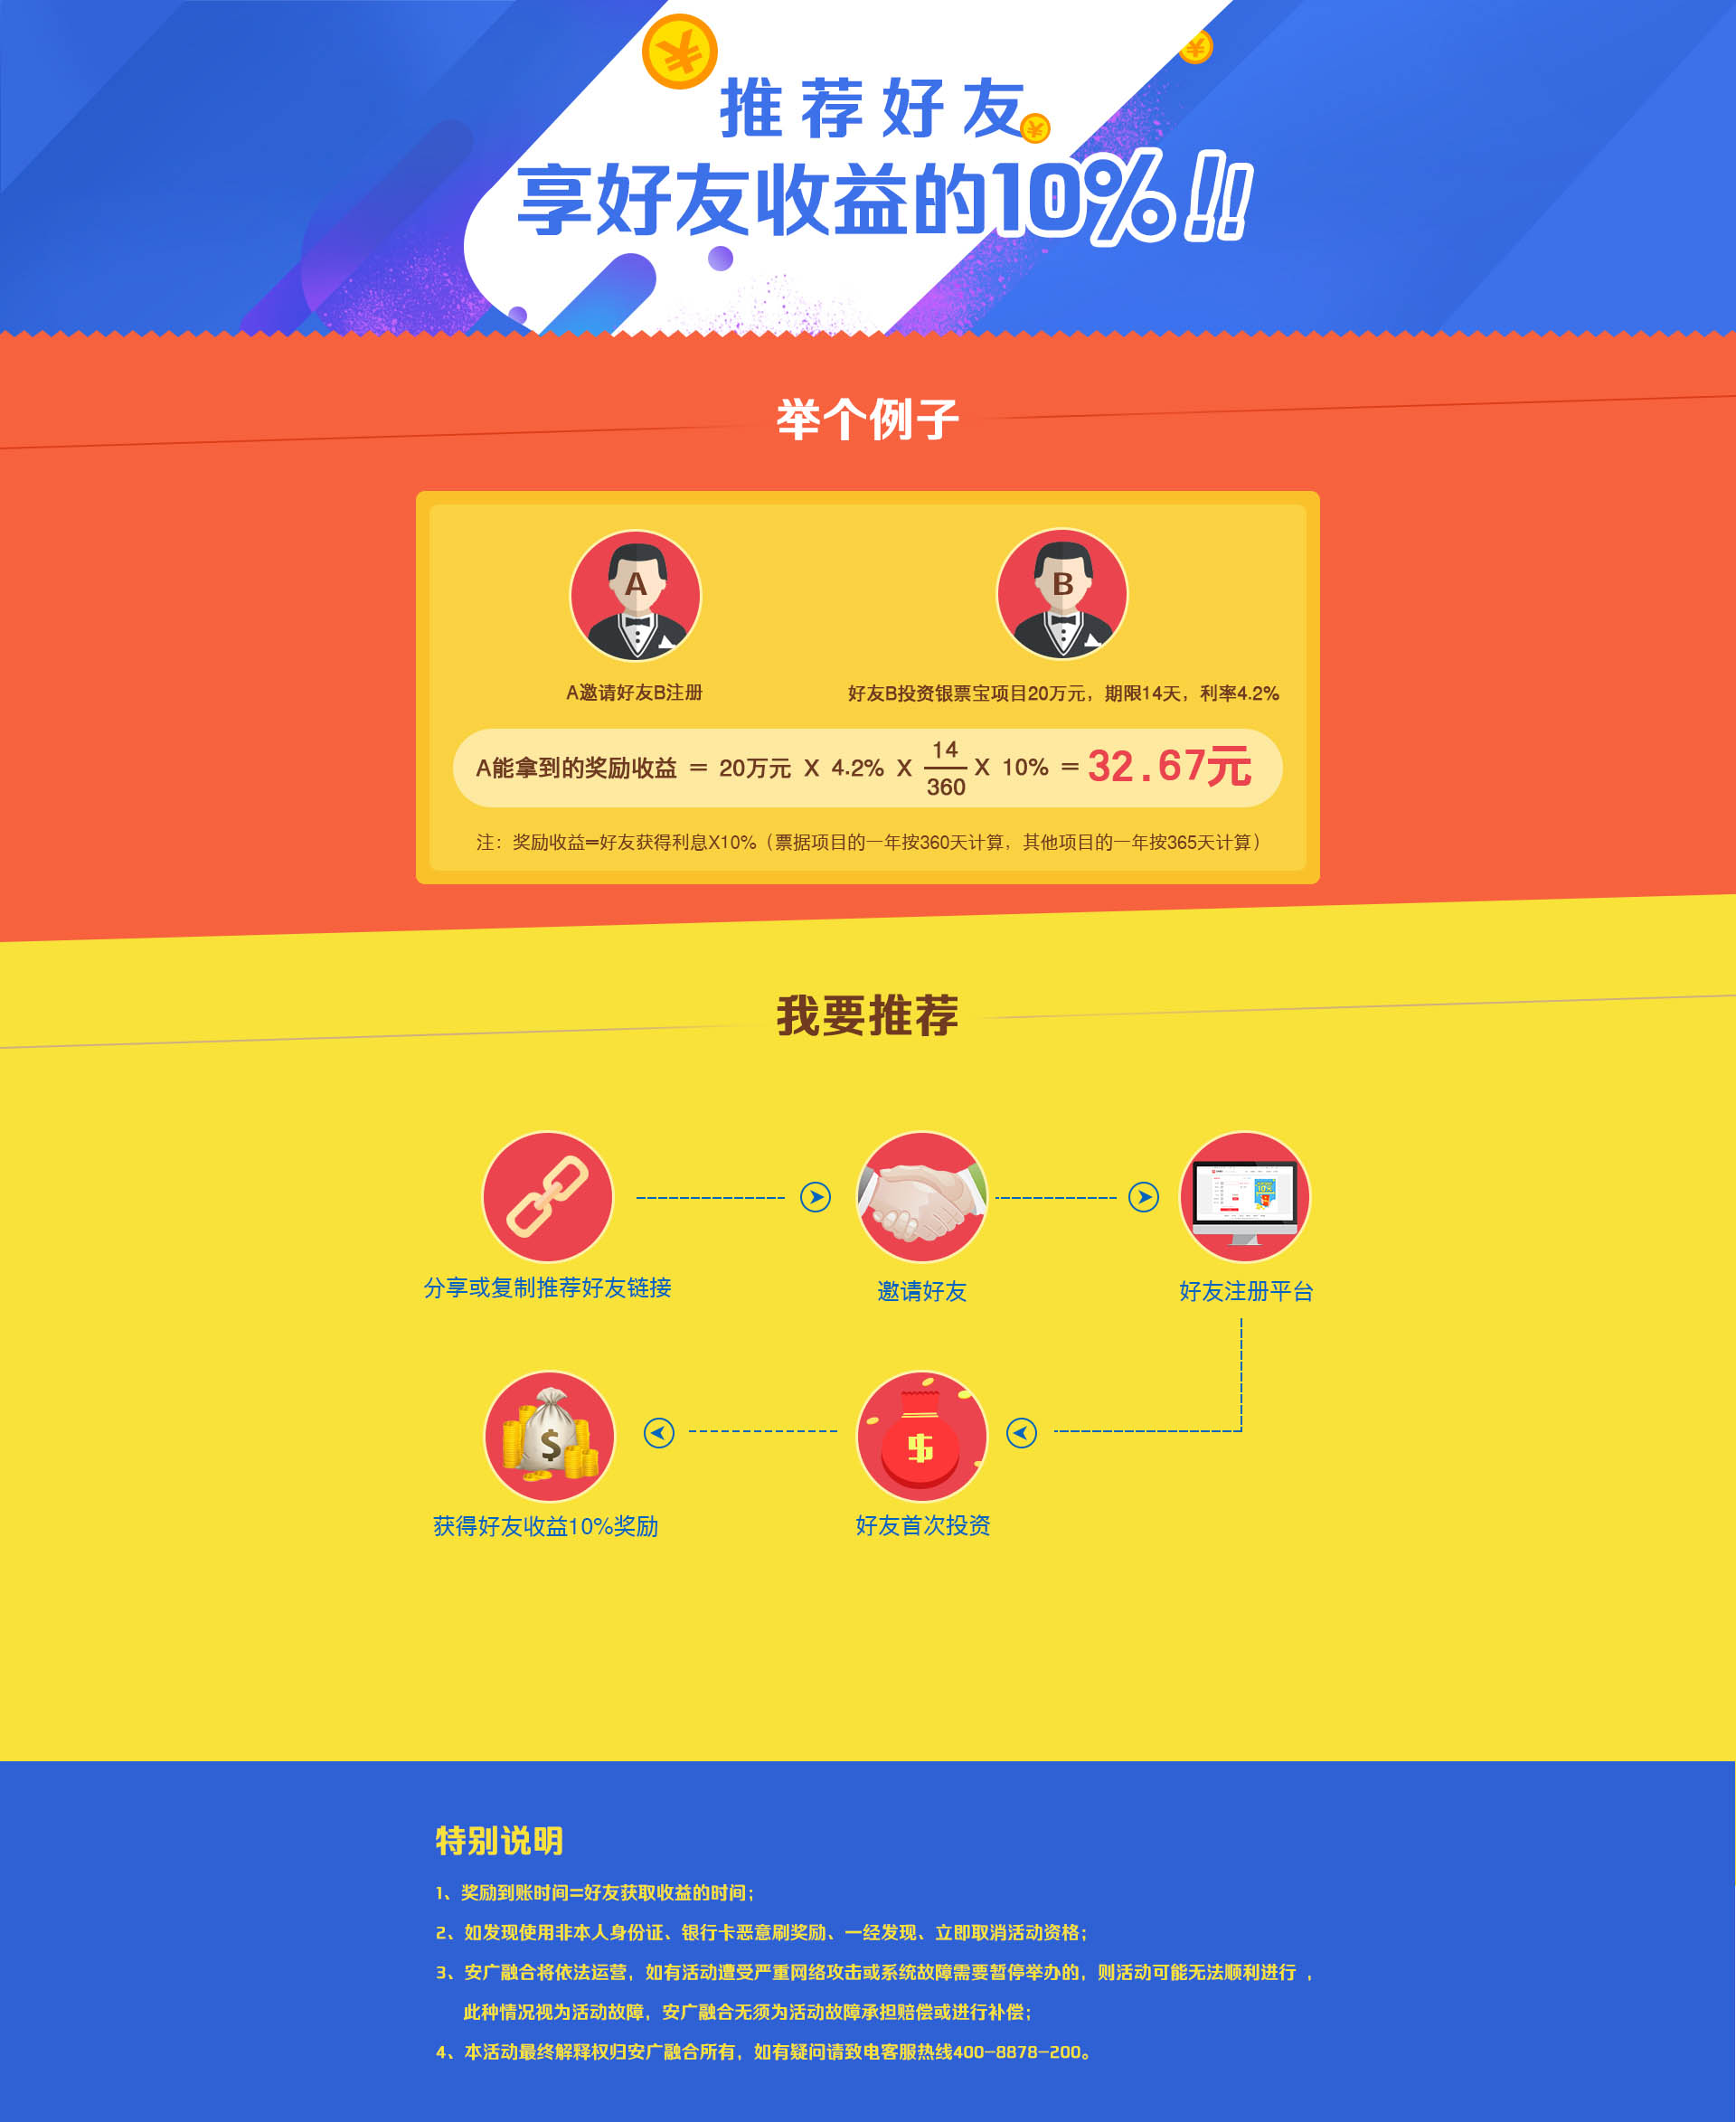 推荐好友
享好友收益的10%!!
举个例子
A
B
A邀请好友B注册
好友B投资银票宝项目20万元，期限14天，利率4.2%
A能拿到的奖励收益 = 20万元 X 4.2% X 14/360 X 10% = 32.67元
注：奖励收益=好友获得利息X10%（票据项目的一年按360天计算，其他项目的一年按365天计算）
我要推荐
分享或复制推荐好友链接
邀请好友
好友注册平台
获得好友收益10%奖励
好友首次投资
特别说明
1、奖励到账时间=好友获取收益的时间；
2、如发现使用非本人身份证、银行卡恶意刷奖励、一经发现、立即取消活动资格；
3、安广融合将依法运营，如有活动遭受严重网络攻击或系统故障需要暂停举办的，则活动可能无法顺利进行，
此种情况视为活动故障，安广融合无须为活动故障承担赔偿或进行补偿；
4、本活动最终解释权归安广融合所有，如有疑问请致电客服热线400-8878-200。